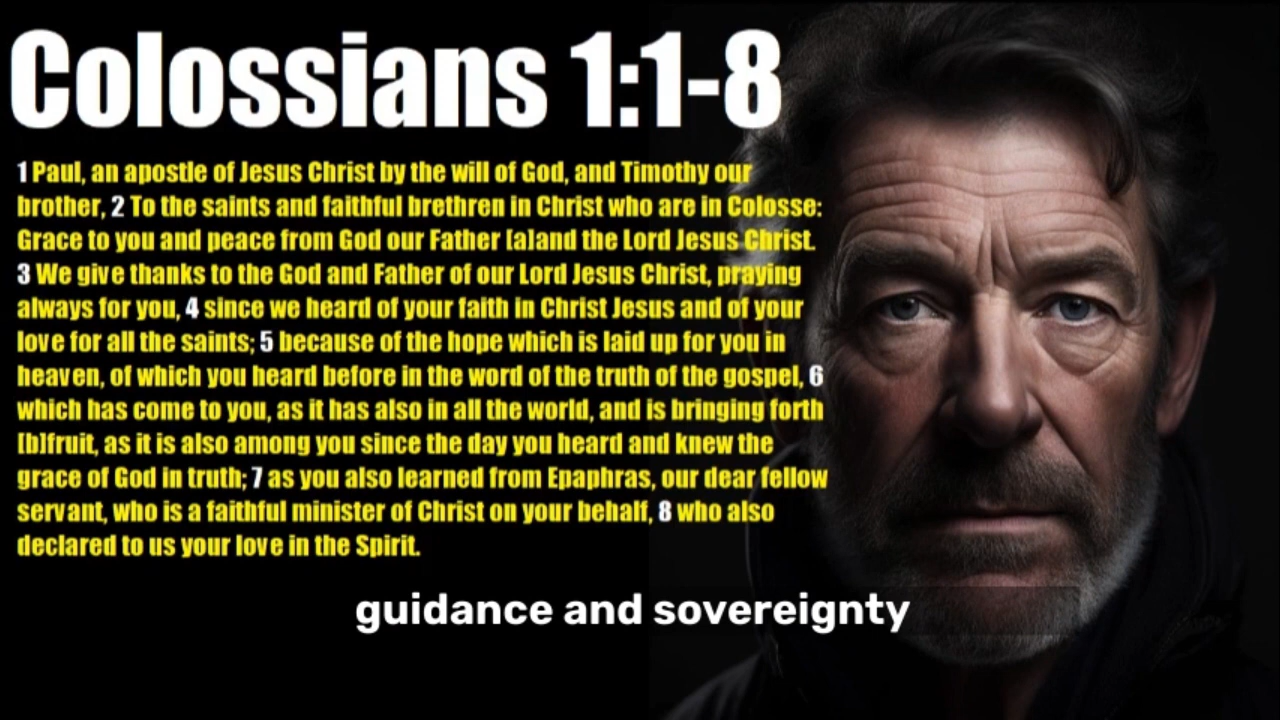 Colossians 1:1-8
1 Paul, an apostle of Jesus Christ by the will of God, and Timothy our
brother, 2 To the saints and faithful brethren in Christ who are in Colosse:
Grace to you and peace from God our Father [a]and the Lord Jesus Christ.
3 We give thanks to the God and Father of our Lord Jesus Christ, praying
always for you, 4 since we heard of your faith in Christ Jesus and of your
love for all the saints; 5 because of the hope which is laid up for you in
heaven, of which you heard before in the word of the truth of the gospel, 6
which has come to you, as it has also in all the world, and is bringing forth
[b]fruit, as it is also among you since the day you heard and knew the
grace of God in truth; 7 as you also learned from Epaphras, our dear fellow
servant, who is a faithful minister of Christ on your behalf, 8 who also
declared to us your love in the Spirit.
guidance and sovereignty